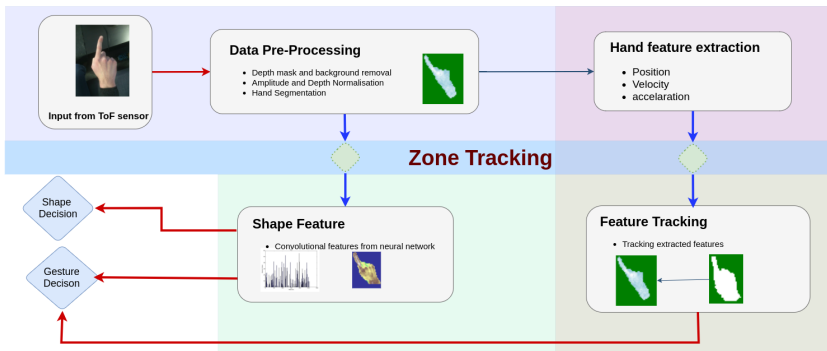 Input from ToF sensor
Data Pre-Processing
Depth mask and background removal
Amplitude and Depth Normalisation
Hand Segmentation
Hand feature extraction
Position
Velocity
accelaration
Zone Tracking
Shape
Decision
Gesture
Decison
Shape Feature
Convolutional features from neural network
Feature Tracking
Tracking extracted features